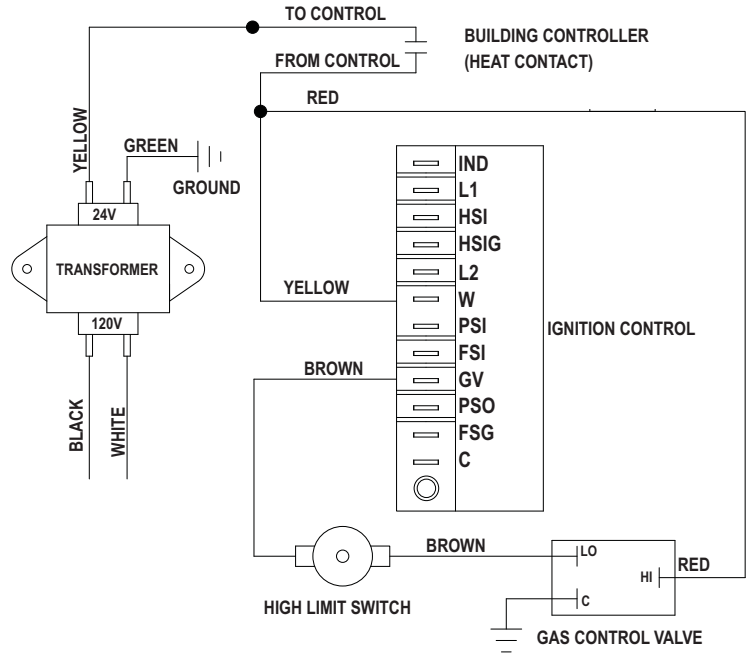 TO CONTROL
BUILDING CONTROLLER
(HEAT CONTACT)
FROM CONTROL
RED
YELLOW
GREEN
GROUND
24V
TRANSFORMER
120V
BLACK
WHITE
IND
L1
HSI
HSIG
L2
YELLOW
W
PSI
IGNITION CONTROL
FSI
BROWN
GV
PSO
FSG
C
BROWN
LO
HI
RED
C
HIGH LIMIT SWITCH
GAS CONTROL VALVE